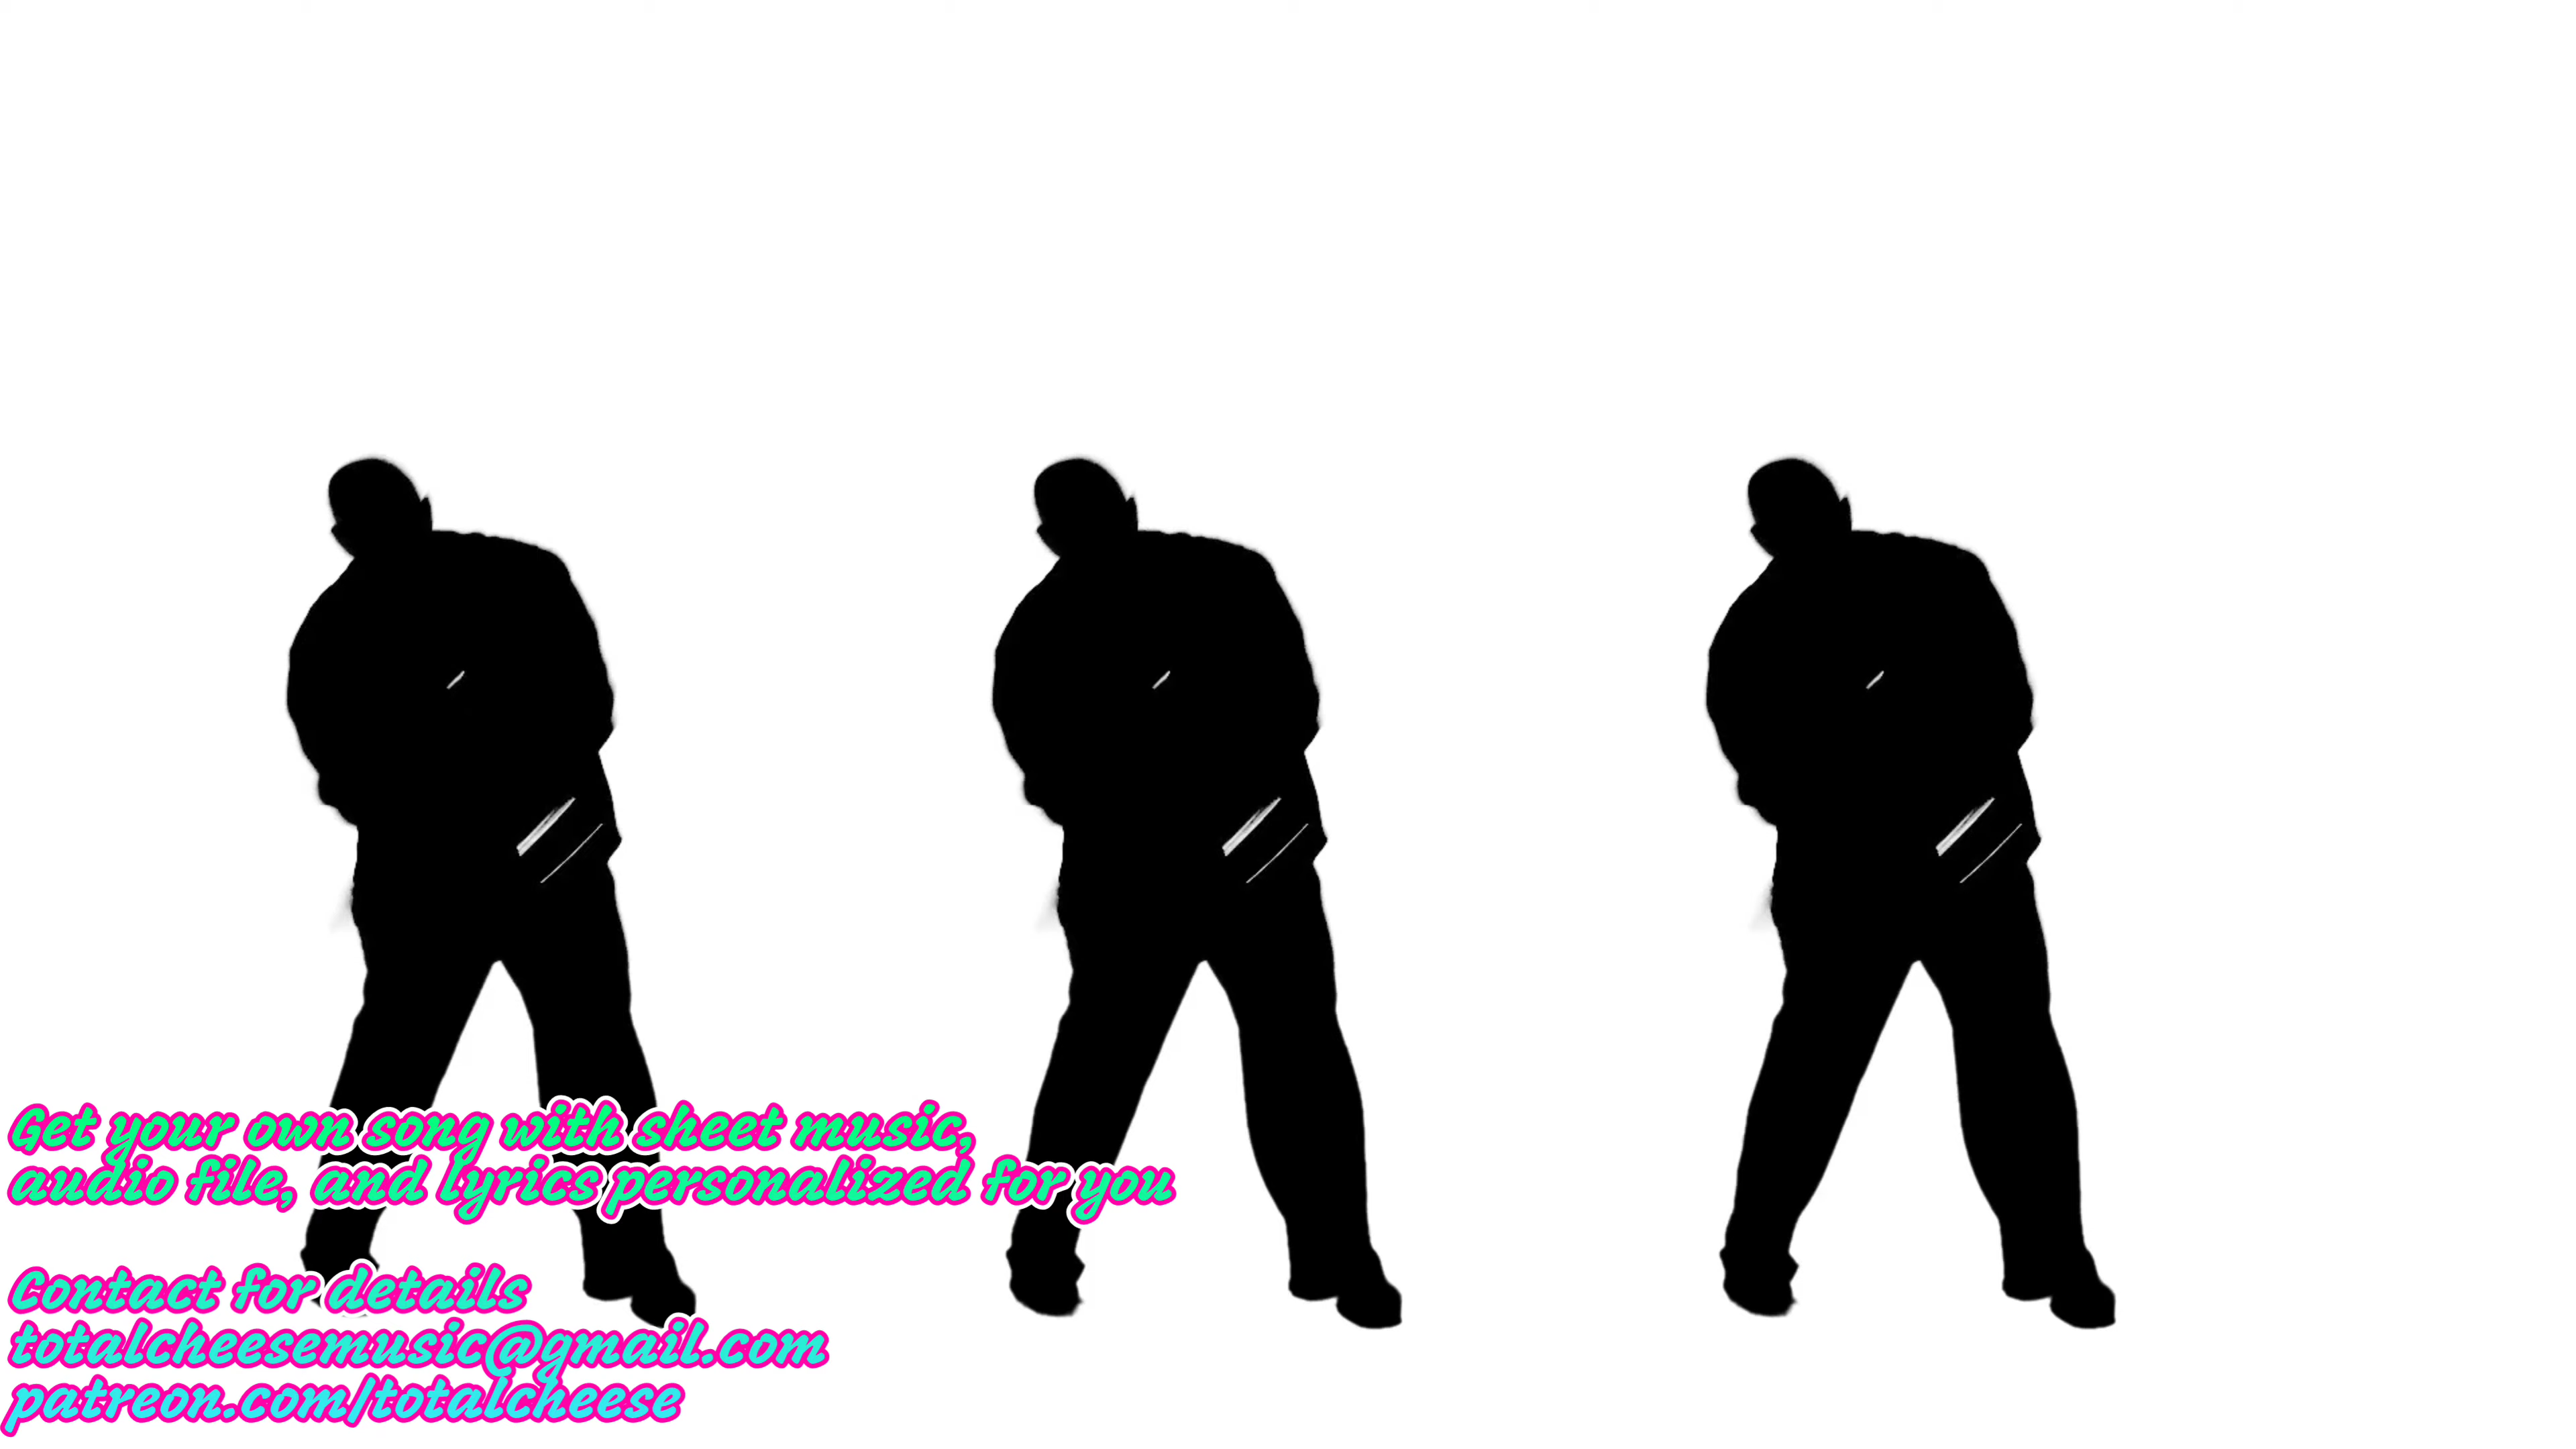 Get your own song with sheet music,
audio file, and lyrics personalized for you
Contact for details
totalcheesemusic@gmail.com
patreon.com/totalcheese